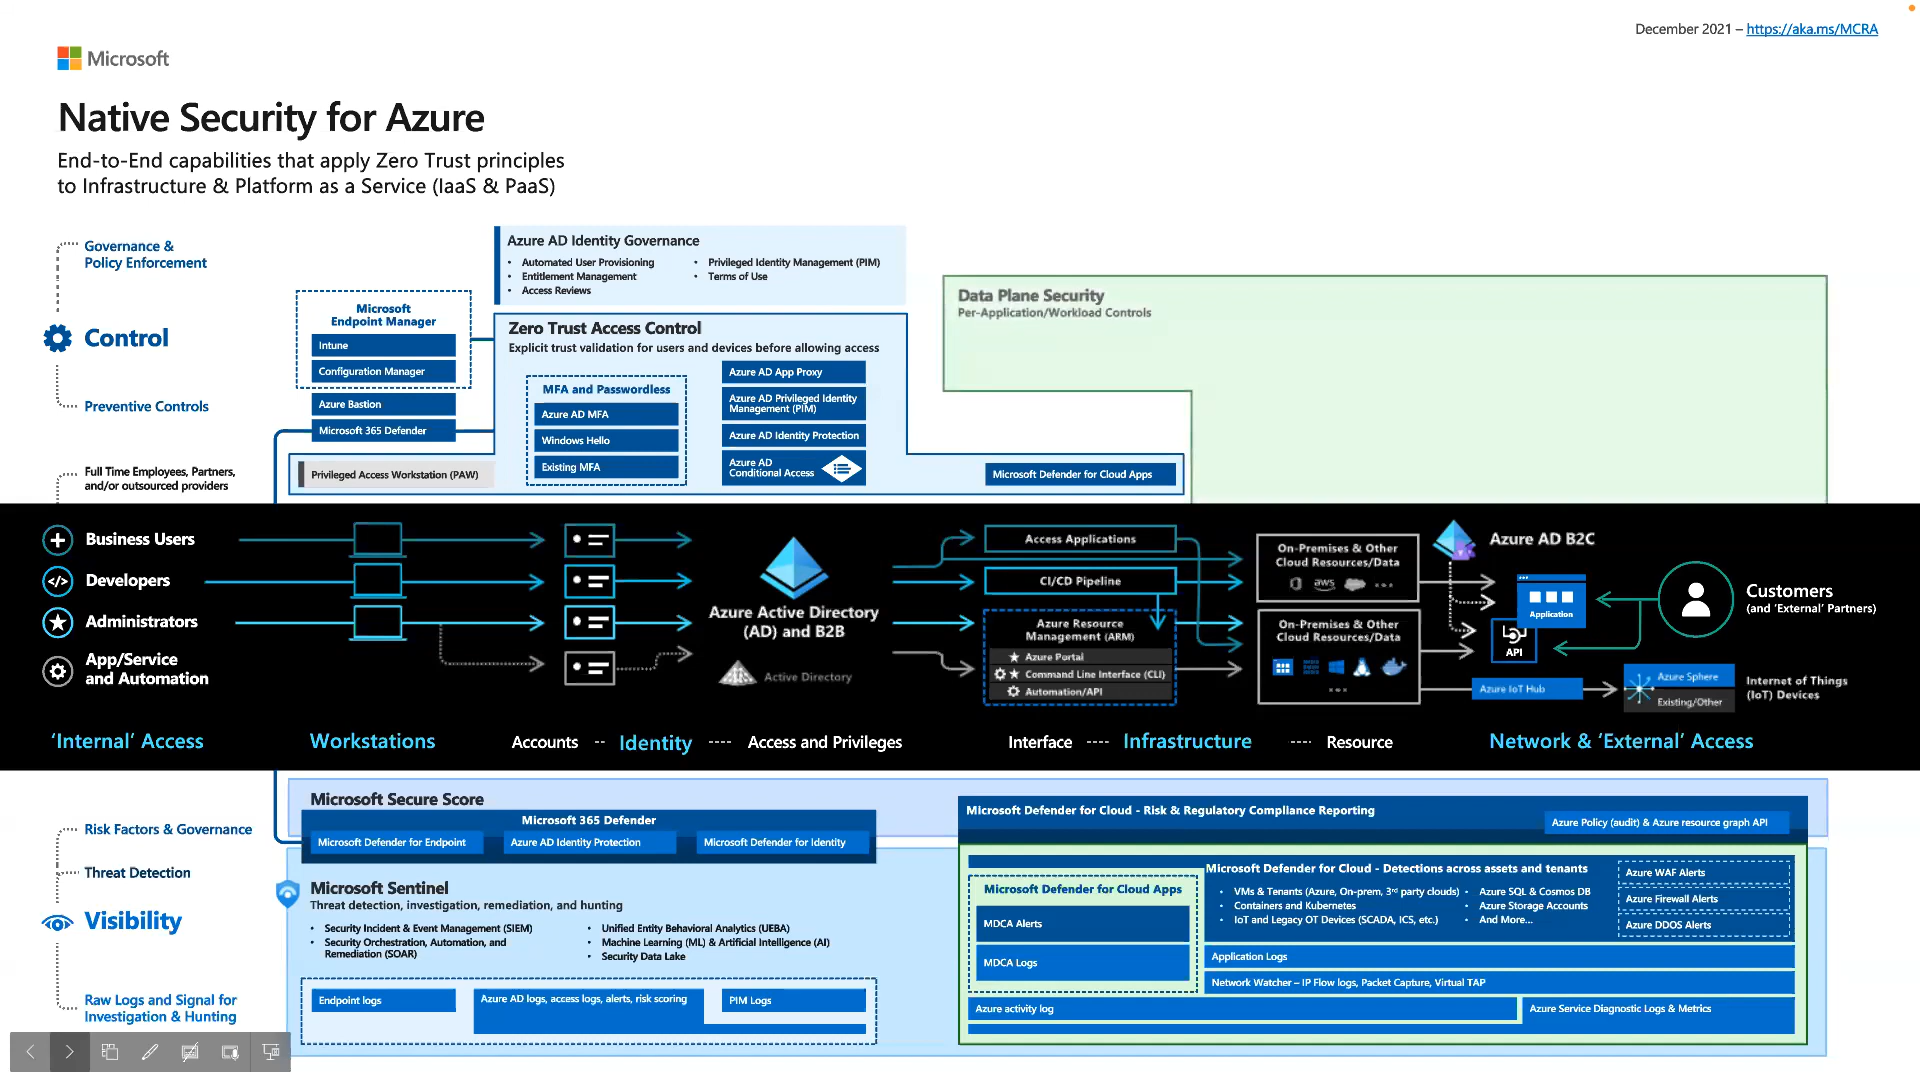 December 2021 – https://aka.ms/MCRA
Microsoft
Native Security for Azure
End-to-End capabilities that apply Zero Trust principles
to Infrastructure & Platform as a Service (IaaS & PaaS)
Governance &
Policy Enforcement
Control
Preventive Controls
Full Time Employees, Partners,
and/or outsourced providers
Azure AD Identity Governance
• Automated User Provisioning
• Entitlement Management
• Access Reviews
• Privileged Identity Management (PIM)
• Terms of Use
Microsoft
Endpoint Manager
Intune
Configuration Manager
Azure Bastion
Microsoft 365 Defender
Privileged Access Workstation (PAW)
Zero Trust Access Control
Explicit trust validation for users and devices before allowing access
MFA and Passwordless
Azure AD MFA
Windows Hello
Existing MFA
Azure AD App Proxy
Azure AD Privileged Identity
Management (PIM)
Azure AD Identity Protection
Azure AD
Conditional Access
Microsoft Defender for Cloud Apps
Data Plane Security
Per-Application/Workload Controls
Business Users
Developers
Administrators
App/Service
and Automation
Azure Active Directory
(AD) and B2B
Active Directory
Access Applications
CI/CD Pipeline
Azure Resource
Management (ARM)
Azure Portal
Command Line Interface (CLI)
Automation/API
On-Premises & Other
Cloud Resources/Data
aws
On-Premises & Other
Cloud Resources/Data
Azure AD B2C
Application
API
Customers
(and ‘External’ Partners)
Azure IoT Hub
Azure Sphere
Existing/Other
Internet of Things
(IoT) Devices
‘Internal’ Access
Workstations
Accounts -- Identity ---- Access and Privileges
Interface ---- Infrastructure ---- Resource
Network & ‘External’ Access
Risk Factors & Governance
Threat Detection
Visibility
Raw Logs and Signal for
Investigation & Hunting
Microsoft Secure Score
Microsoft 365 Defender
Microsoft Defender for Endpoint
Azure AD Identity Protection
Microsoft Defender for Identity
Microsoft Sentinel
Threat detection, investigation, remediation, and hunting
• Security Incident & Event Management (SIEM)
• Security Orchestration, Automation, and
Remediation (SOAR)
• Unified Entity Behavioral Analytics (UEBA)
• Machine Learning (ML) & Artificial Intelligence (AI)
• Security Data Lake
Endpoint logs
Azure AD logs, access logs, alerts, risk scoring
PIM Logs
Microsoft Defender for Cloud - Risk & Regulatory Compliance Reporting
Azure Policy (audit) & Azure resource graph API
Microsoft Defender for Cloud Apps
MDCA Alerts
MDCA Logs
Microsoft Defender for Cloud - Detections across assets and tenants
• VMs & Tenants (Azure, On-prem, 3rd party clouds)
• Containers and Kubernetes
• IoT and Legacy OT Devices (SCADA, ICS, etc.)
• Azure SQL & Cosmos DB
• Azure Storage Accounts
• And More...
Azure WAF Alerts
Azure Firewall Alerts
Azure DDOS Alerts
Application Logs
Network Watcher – IP Flow logs, Packet Capture, Virtual TAP
Azure activity log
Azure Service Diagnostic Logs & Metrics